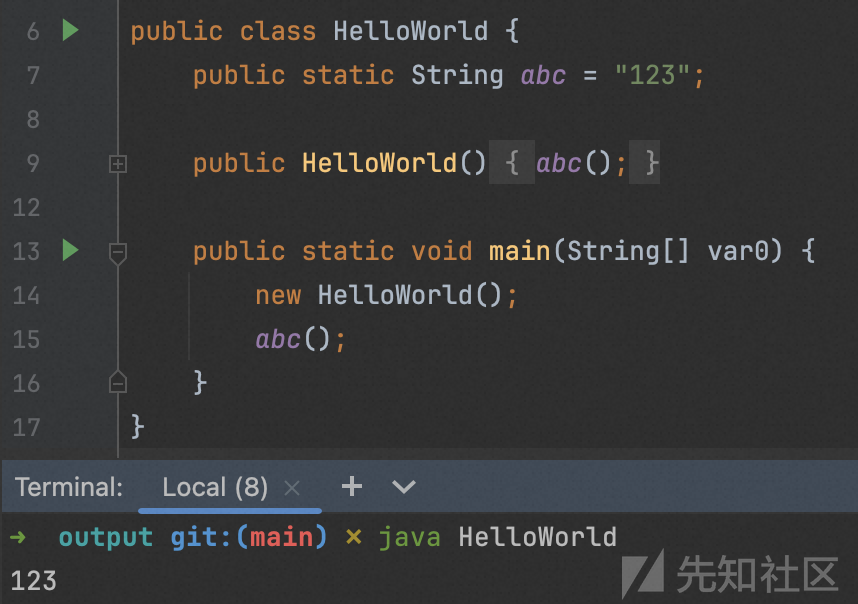 6 public class HelloWorld {
7 public static String abc = "123";
8
9 public HelloWorld() { abc(); }
12
13 public static void main(String[] var0) {
14 new HelloWorld();
15 abc();
16 }
17 }
Terminal: Local (8) × + 
→ output git:(main) × java HelloWorld
123
先知社区